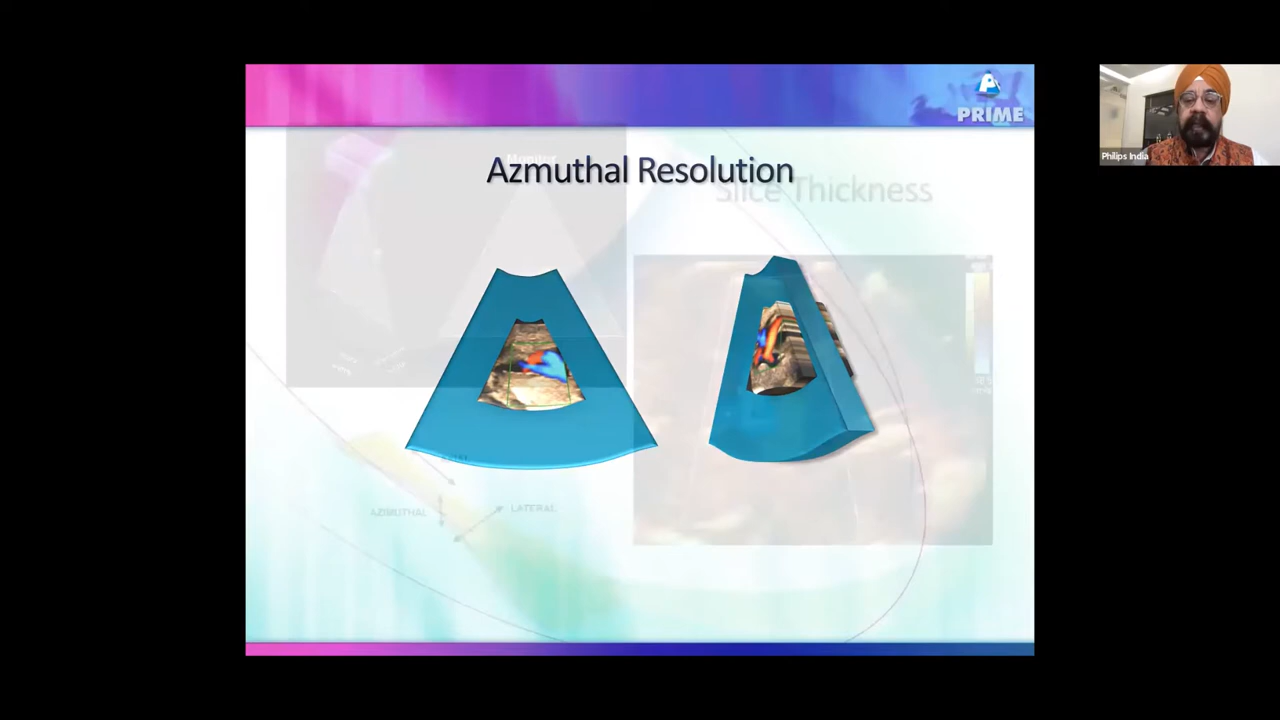 PRIME
Azmuthal Resolution
Slice Thickness
AZIMUTHAL
LATERAL
Philips India